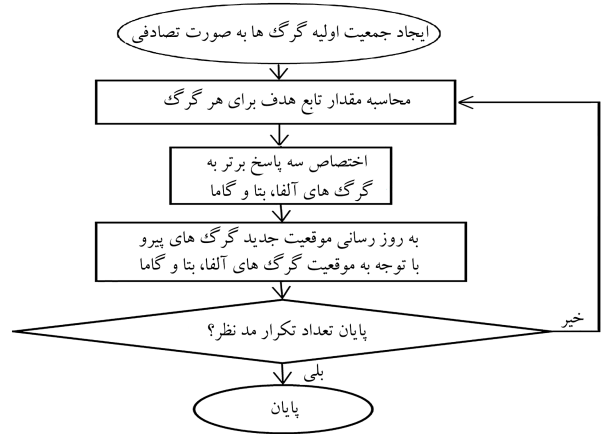 ایجاد جمعیت اولیه گرگ ها به صورت تصادفی
محاسبه مقدار تابع هدف برای هر گرگ
اختصاص سه پاسخ برتر به
گرگ های آلفا، بتا و گاما
به روز رسانی موقعیت جدید گرگ های پیرو
با توجه به موقعیت گرگ های آلفا، بتا و گاما
پایان تعداد تکرار مد نظر؟
خیر
بلی
پایان